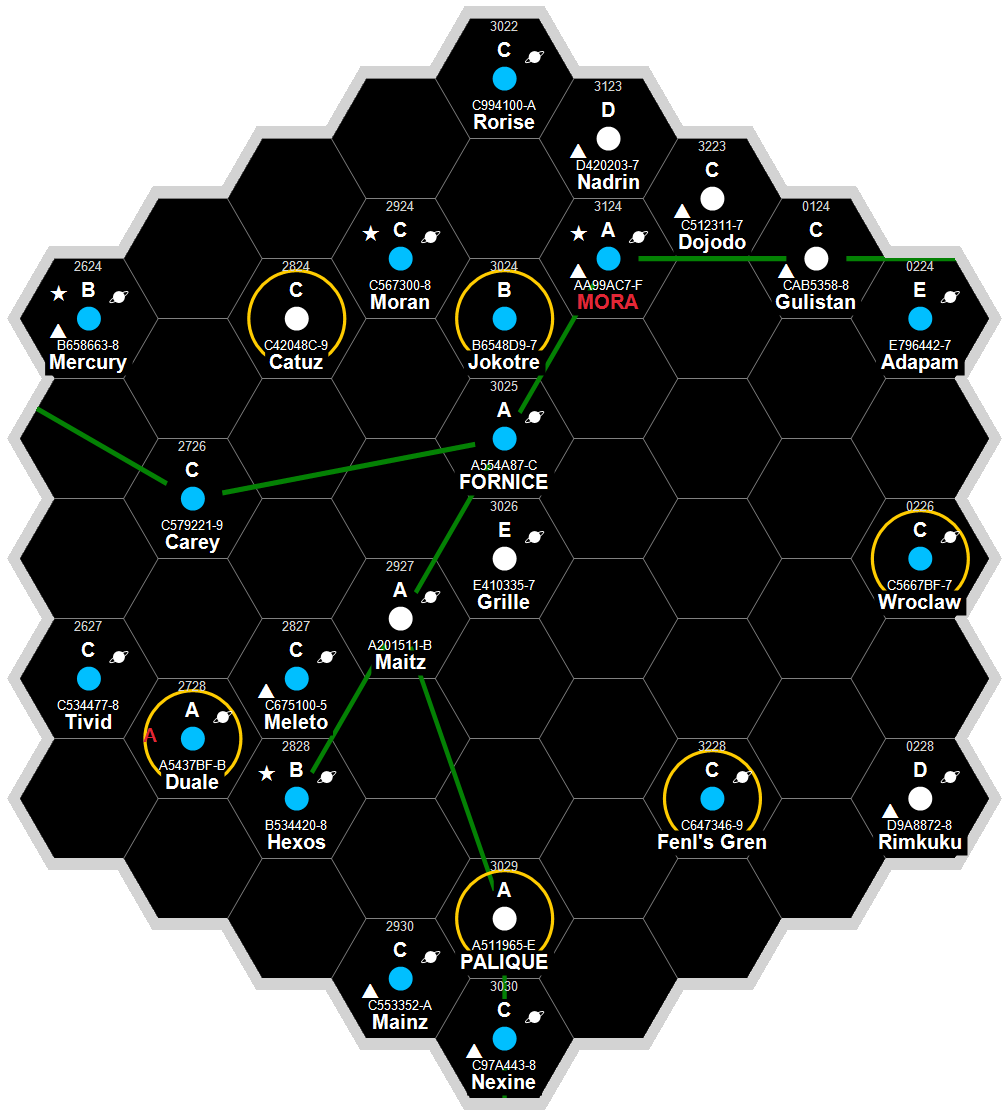 3022
C
C994100-A
Rorise
3123
D
D420203-7
Nadrin
3223
C
C512311-7
Dojodo
2924
C
C567300-8
Moran
3124
A
AA99AC7-F
MORA
0124
C
CAB5358-8
Gulistan
2624
B
B658663-8
Mercury
2824
C
C42048C-9
Catuz
3024
B
B6548D9-7
Jokotre
0224
E
E796442-7
Adapam
3025
A
A554A87-C
FORNICE
2726
C
C579221-9
Carey
3026
E
E410335-7
Grille
0226
C
C5667BF-7
Wroclaw
2927
A
A201511-B
Maitz
2627
C
C534477-8
Tivid
2827
C
C675100-5
Meleto
2728
A
A
A5437BF-B
Duale
2828
B
B534420-8
Hexos
3228
C
C647346-9
Fenl's Gren
0228
D
D9A8872-8
Rimkuku
3029
A
A511965-E
PALIQUE
2930
C
C553352-A
Mainz
3030
C
C97A443-8
Nexine